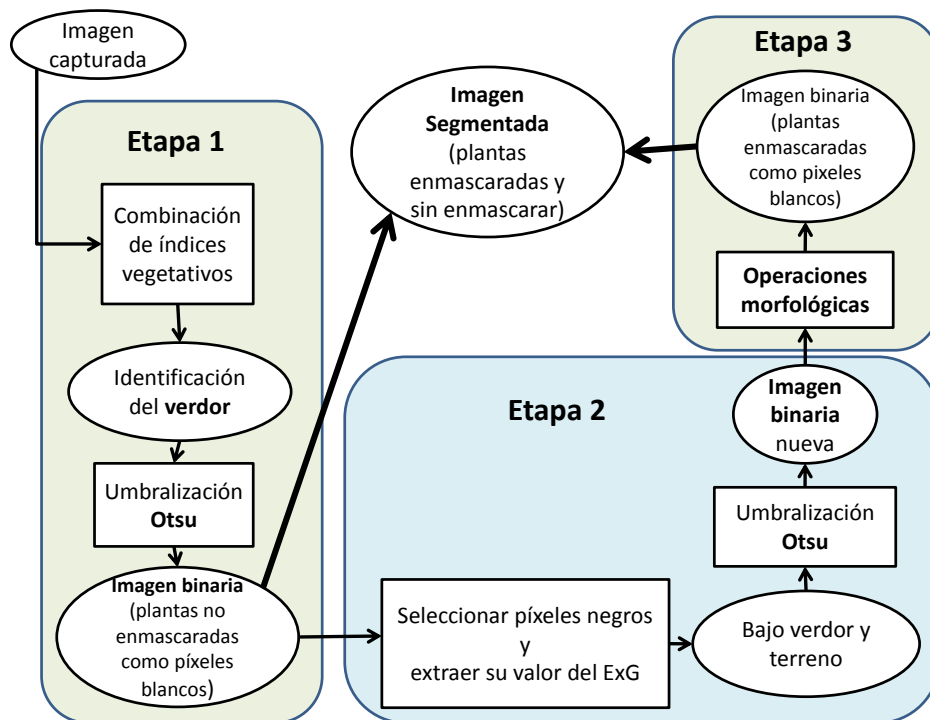 Imagen
capturada
Etapa 1
Combinación
de índices
vegetativos
Identificación
del verdor
Umbralización
Otsu
Imagen binaria
(plantas no
enmascaradas
como píxeles
blancos)
Etapa 2
Seleccionar píxeles negros
y
extraer su valor del ExG
Bajo verdor y
terreno
Umbralización
Otsu
Imagen
binaria
nueva
Etapa 3
Operaciones
morfológicas
Imagen binaria
(plantas
enmascaradas
como pixeles
blancos)
Imagen
Segmentada
(plantas
enmascaradas y
sin enmascarar)